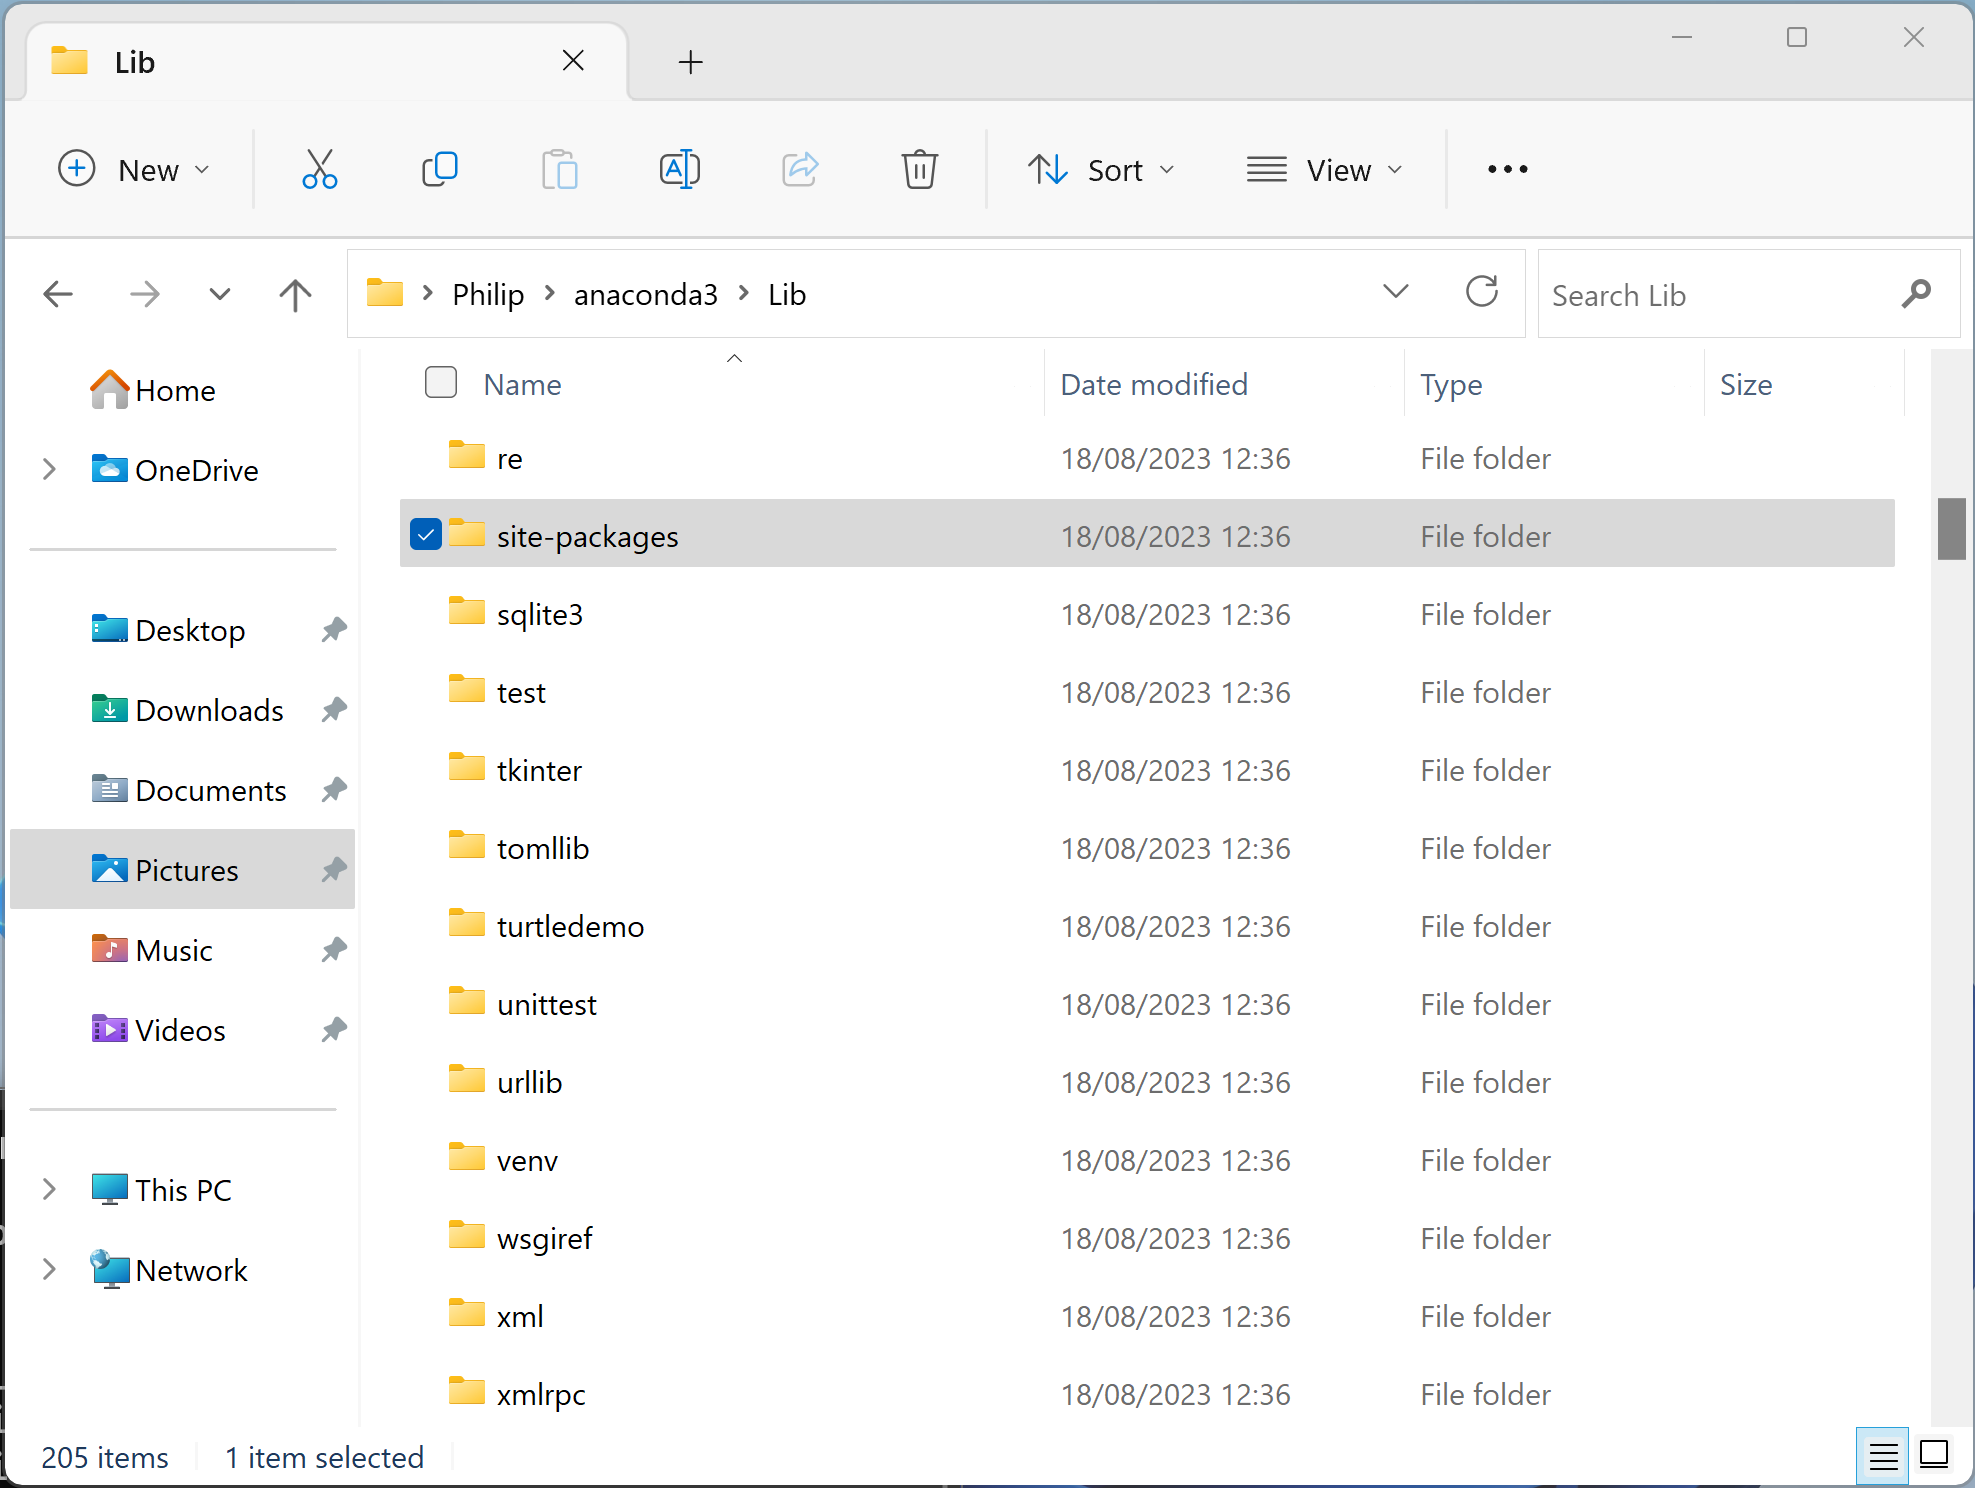 Lib
New
Sort
View
Philip anaconda3 Lib
Search Lib
Home
OneDrive
Desktop
Downloads
Documents
Pictures
Music
Videos
This PC
Network
Name Date modified Type Size
re 18/08/2023 12:36 File folder
site-packages 18/08/2023 12:36 File folder
sqlite3 18/08/2023 12:36 File folder
test 18/08/2023 12:36 File folder
tkinter 18/08/2023 12:36 File folder
tomllib 18/08/2023 12:36 File folder
turtledemo 18/08/2023 12:36 File folder
unittest 18/08/2023 12:36 File folder
urllib 18/08/2023 12:36 File folder
venv 18/08/2023 12:36 File folder
wsgiref 18/08/2023 12:36 File folder
xml 18/08/2023 12:36 File folder
xmlrpc 18/08/2023 12:36 File folder
205 items 1 item selected